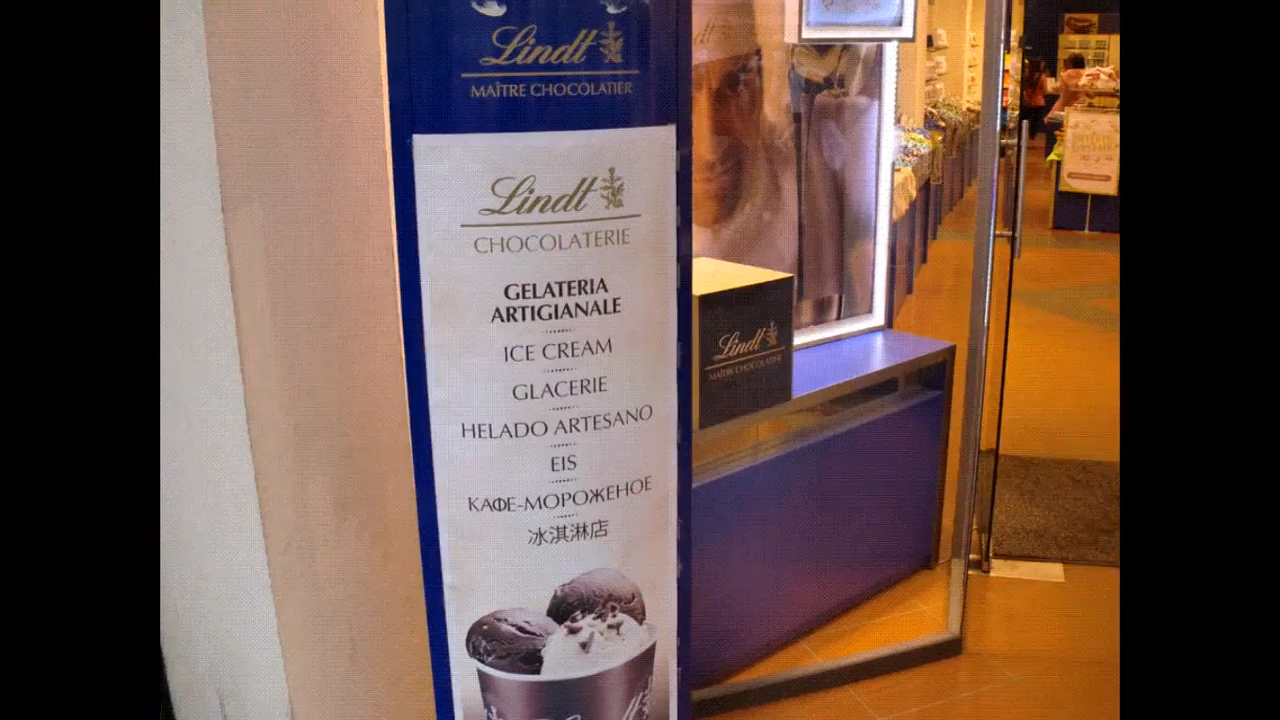 Lindt
MAÎTRE CHOCOLATIER
Lindt
CHOCOLATERIE
GELATERIA
ARTIGIANALE
ICE CREAM
GLACERIE
HELADO ARTESANO
EIS
КАФЕ-МОРОЖЕНОЕ
冰淇淋店
Lindt
Lindt
MAÎTRE CHOCOLATIER